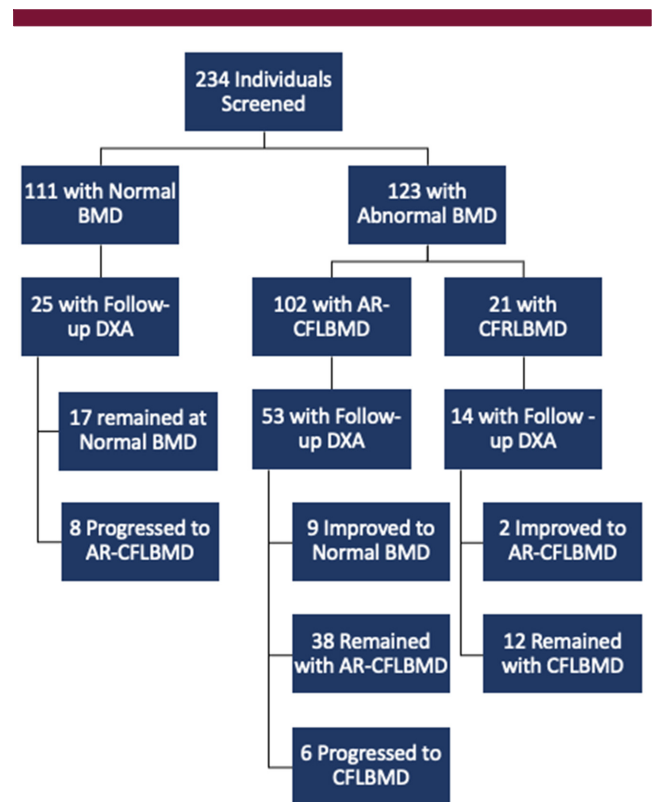 234 Individuals
Screened
111 with Normal
BMD
123 with
Abnormal BMD
25 with Follow-
up DXA
102 with AR-
CFLBMD
21 with
CFRLBMD
17 remained at
Normal BMD
53 with Follow-
up DXA
14 with Follow -
up DXA
8 Progressed to
AR-CFLBMD
9 Improved to
Normal BMD
2 Improved to
AR-CFLBMD
38 Remained
with AR-CFLBMD
12 Remained
with CFLBMD
6 Progressed to
CFLBMD